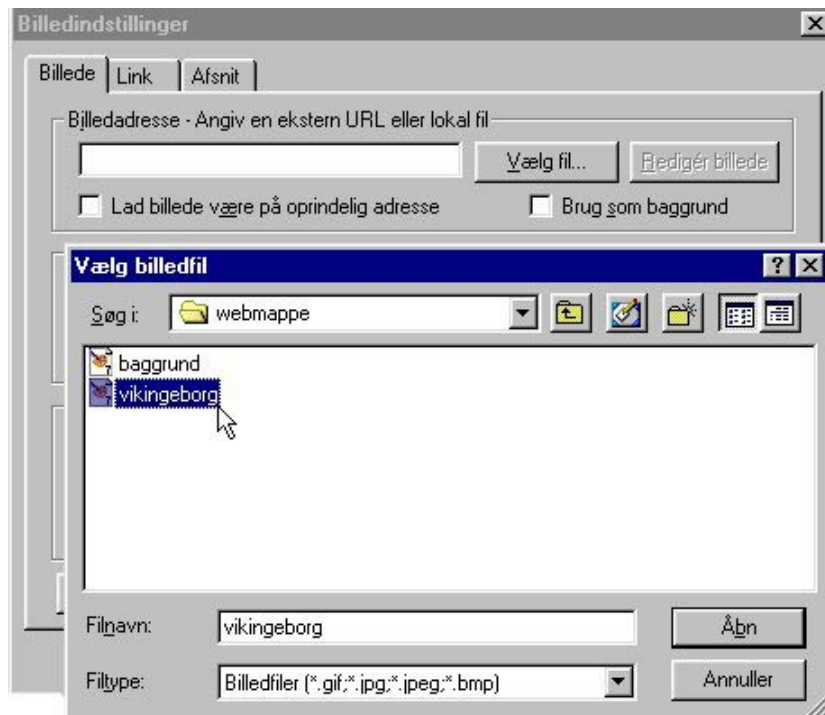 Billedindstillinger
Billede Link Afsnit
Billedadresse - Angiv en ekstern URL eller lokal fil
Vælg fil... Redigér billede
Lad billede være på oprindelig adresse Brug som baggrund
Vælg billedfil
Søg i: webmappe
baggrund
vikingeborg
Filnavn: vikingeborg Åbn
Filtype: Billedfiler (*.gif;*.jpg;*.jpeg;*.bmp) Annuller